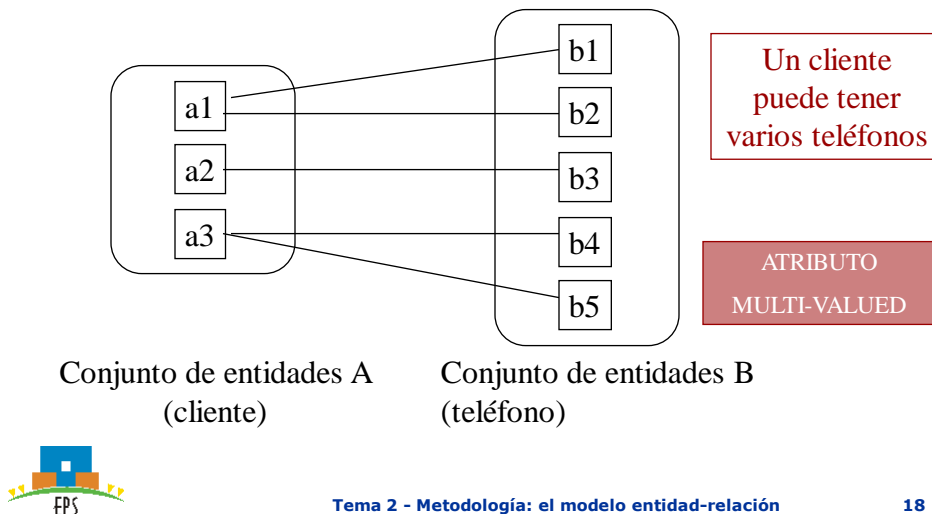 a1
a2
a3
b1
b2
b3
b4
b5
Un cliente
puede tener
varios teléfonos
ATRIBUTO
MULTI-VALUED
Conjunto de entidades A
(cliente)
Conjunto de entidades B
(teléfono)
EPS
Tema 2 - Metodología: el modelo entidad-relación
18